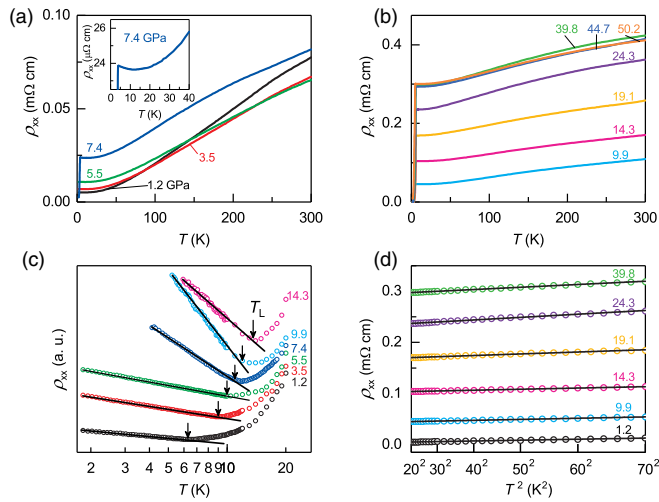 (a)
ρxx (mΩ cm)
0.10
0.05
0.00
0 100 200 300
T (K)
7.4
5.5
3.5
1.2 GPa
ρxx (μΩ cm)
26
24
7.4 GPa
0 10 20 30 40
T (K)
(b)
ρxx (mΩ cm)
0.4
0.2
0.0
0 100 200 300
T (K)
39.8 44.7 50.2
24.3
19.1
14.3
9.9
(c)
ρxx (a. u.)
TL
14.3
9.9
7.4
5.5
3.5
1.2
2 3 4 5 6 7 8 9 10 20
T (K)
(d)
ρxx (mΩ cm)
0.3
0.2
0.1
0.0
39.8
24.3
19.1
14.3
9.9
1.2
20² 30² 40² 50² 60² 70²
T² (K²)